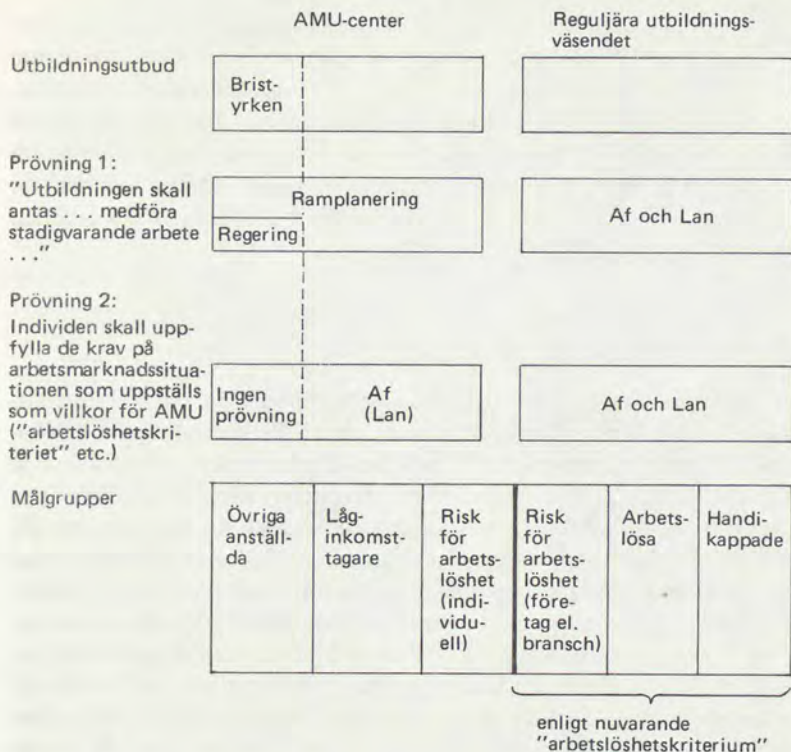 AMU-center
Reguljära utbildnings-
väsendet
Utbildningsutbud
Brist-
yrken
Prövning 1:
"Utbildningen skall
antas . . . medföra
stadigvarande arbete
. . ."
Ramplanering
Regering
Af och Lan
Prövning 2:
Individen skall upp-
fylla de krav på
arbetsmarknadssitua-
tionen som uppställs
som villkor för AMU
("arbetslöshetskri-
teriet" etc.)
Ingen
prövning
Af
(Lan)
Af och Lan
Målgrupper
Övriga
anställ-
da
Låg-
inkomst-
tagare
Risk
för
arbets-
löshet
(indi-
vidu-
ell)
Risk
för
arbets-
löshet
(före-
tag el.
bransch)
Arbets-
lösa
Handi-
kappade
enligt nuvarande
"arbetslöshetskriterium"